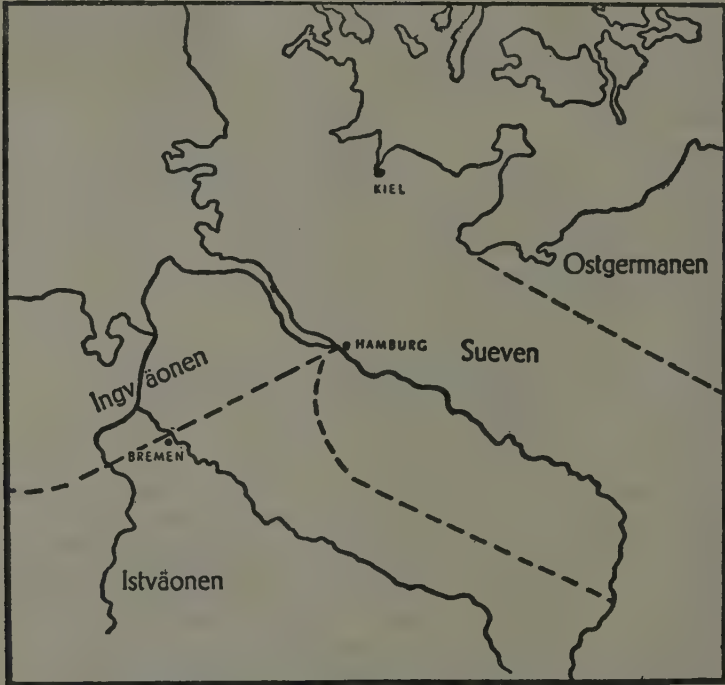 KIEL
Ostgermanen
HAMBURG
Sueven
Ingväonen
BREMEN
Istväonen